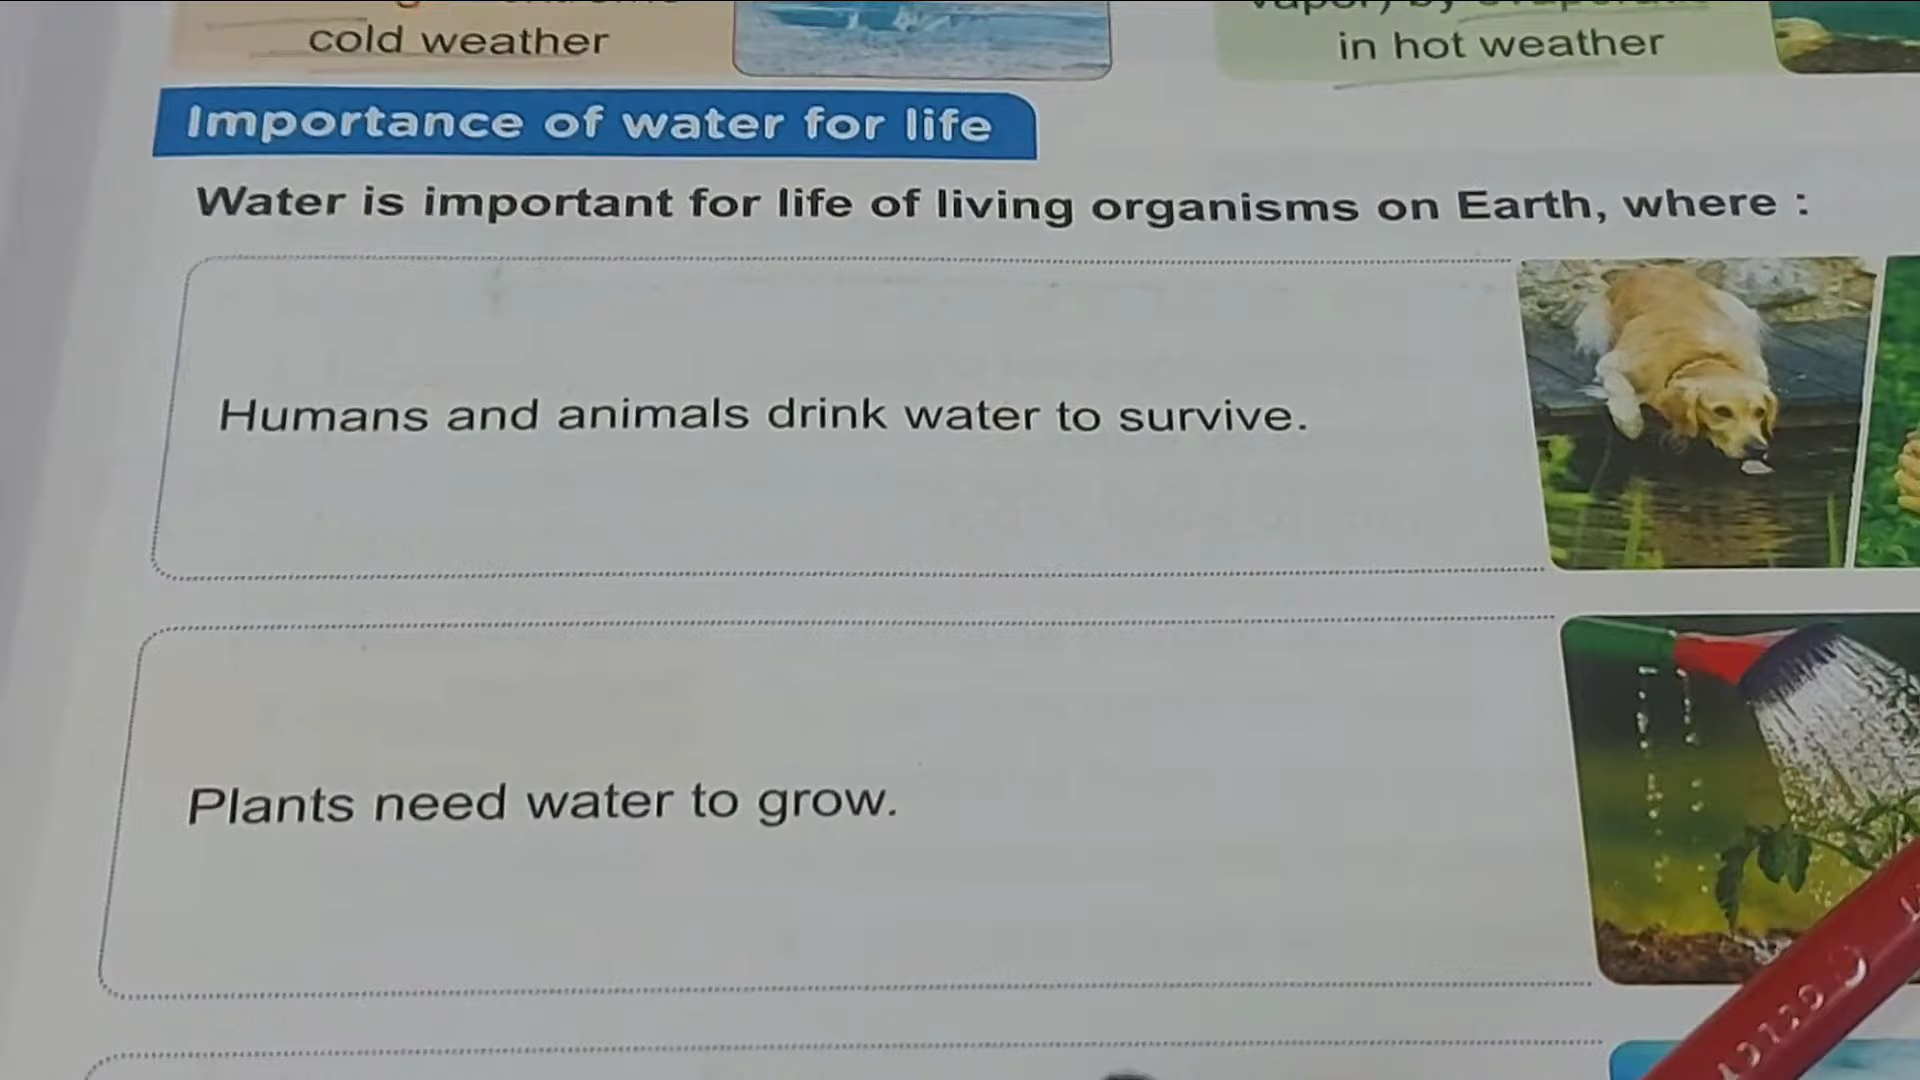 cold weather
in hot weather
Importance of water for life
Water is important for life of living organisms on Earth, where :
Humans and animals drink water to survive.
Plants need water to grow.